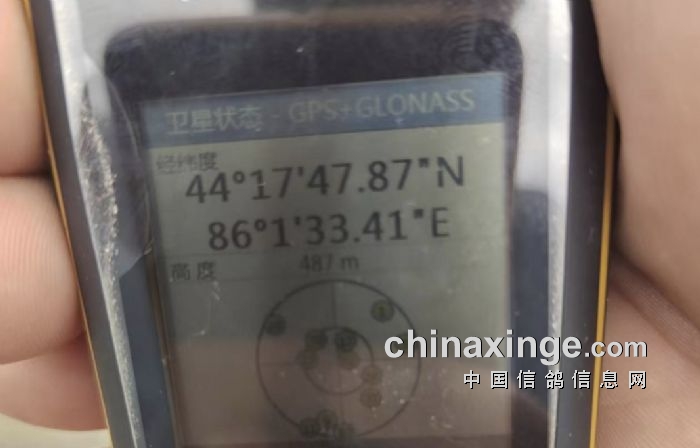 卫星状态 - GPS+GLONASS
经纬度
44°17'47.87"N
86°1'33.41"E
高度 487 m
chinaxinge.com
中国信鸽信息网